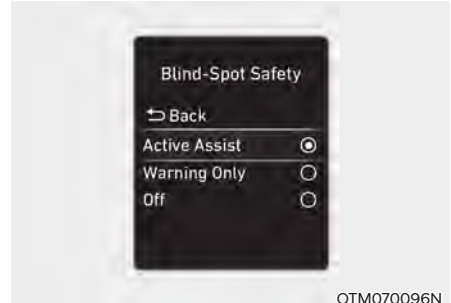 Blind-Spot Safety
Back
Active Assist
Warning Only
Off
OTM070096N